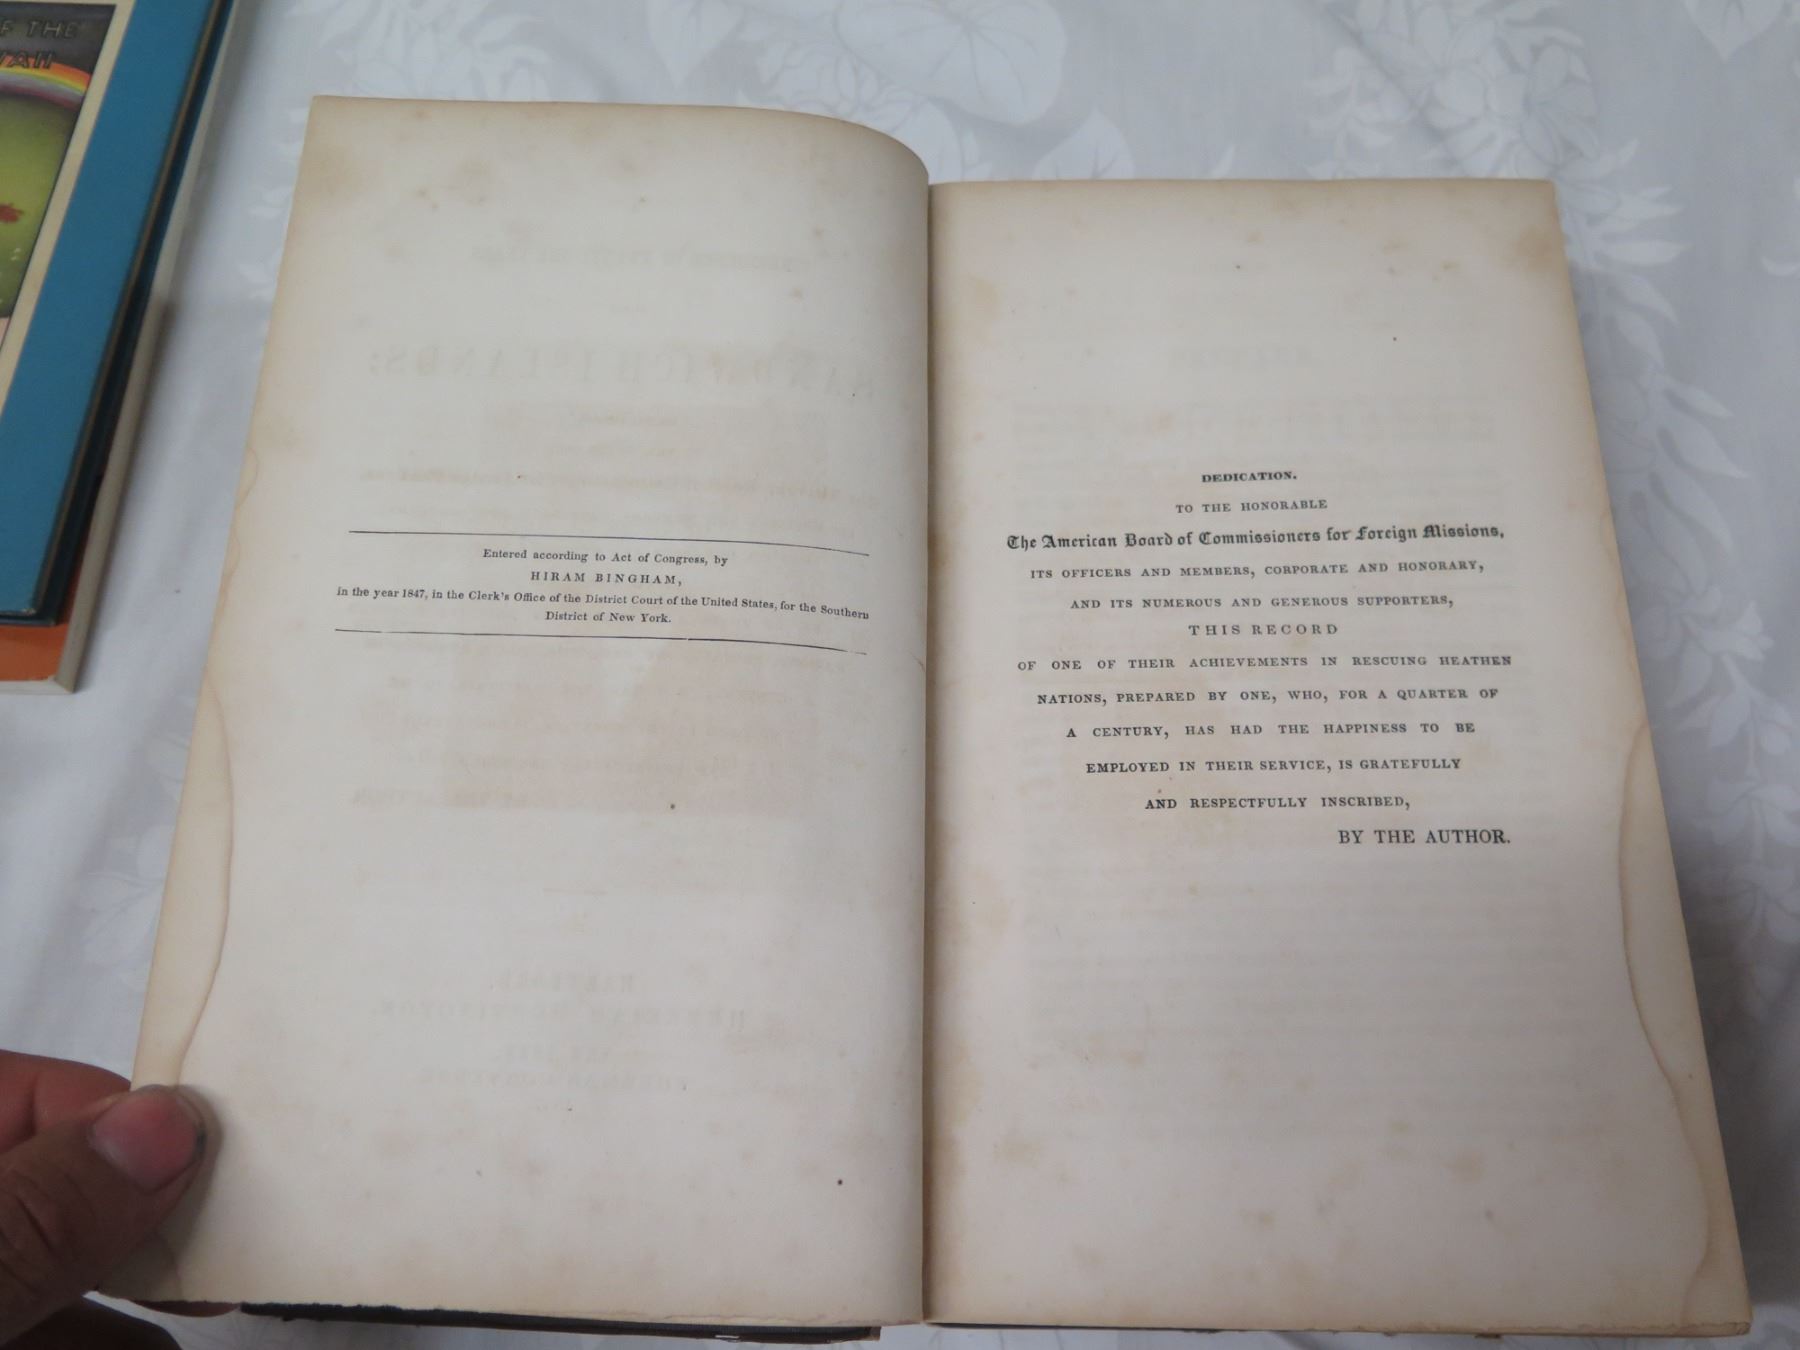 F THE
Entered according to Act of Congress, by
HIRAM BINGHAM,
in the year 1847, in the Clerk's Office of the District Court of the United States, for the Southern
District of New York.
DEDICATION.
TO THE HONORABLE
The American Board of Commissioners for Foreign Missions,
ITS OFFICERS AND MEMBERS, CORPORATE AND HONORARY,
AND ITS NUMEROUS AND GENEROUS SUPPORTERS,
THIS RECORD
OF ONE OF THEIR ACHIEVEMENTS IN RESCUING HEATHEN
NATIONS, PREPARED BY ONE, WHO, FOR A QUARTER OF
A CENTURY, HAS HAD THE HAPPINESS TO BE
EMPLOYED IN THEIR SERVICE, IS GRATEFULLY
AND RESPECTFULLY INSCRIBED,
BY THE AUTHOR.